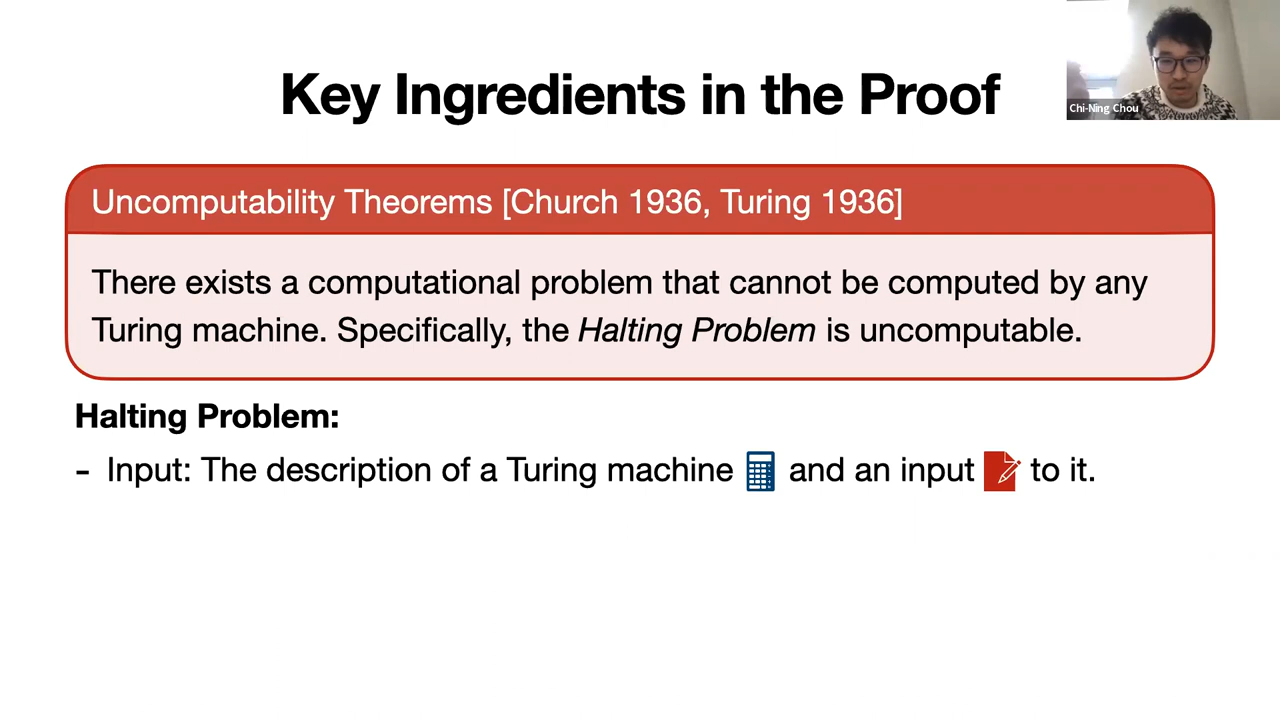 Key Ingredients in the Proof
Chi-Ning Chou
Uncomputability Theorems [Church 1936, Turing 1936]
There exists a computational problem that cannot be computed by any
Turing machine. Specifically, the Halting Problem is uncomputable.
Halting Problem:
- Input: The description of a Turing machine and an input to it.